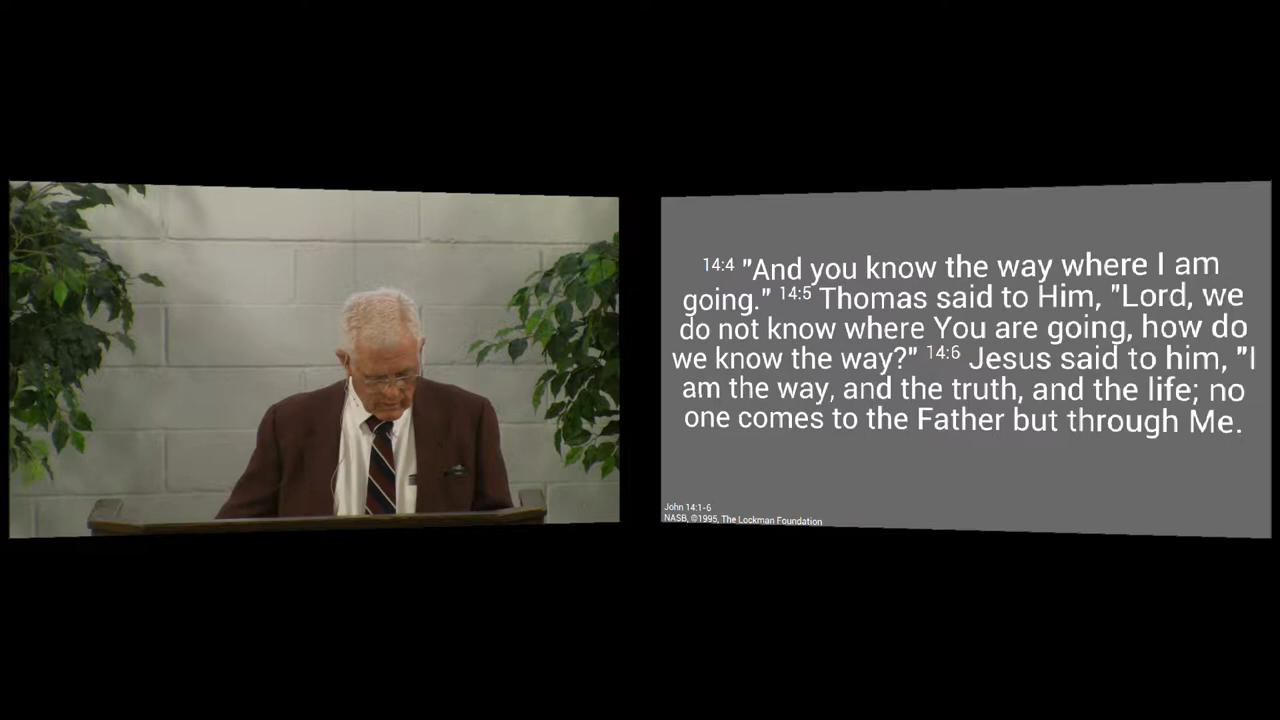 14:4 "And you know the way where I am
going." 14:5 Thomas said to Him, "Lord, we
do not know where You are going, how do
we know the way?" 14:6 Jesus said to him, "I
am the way, and the truth, and the life; no
one comes to the Father but through Me.
John 14:1-6
NASB, ©1995, The Lockman Foundation